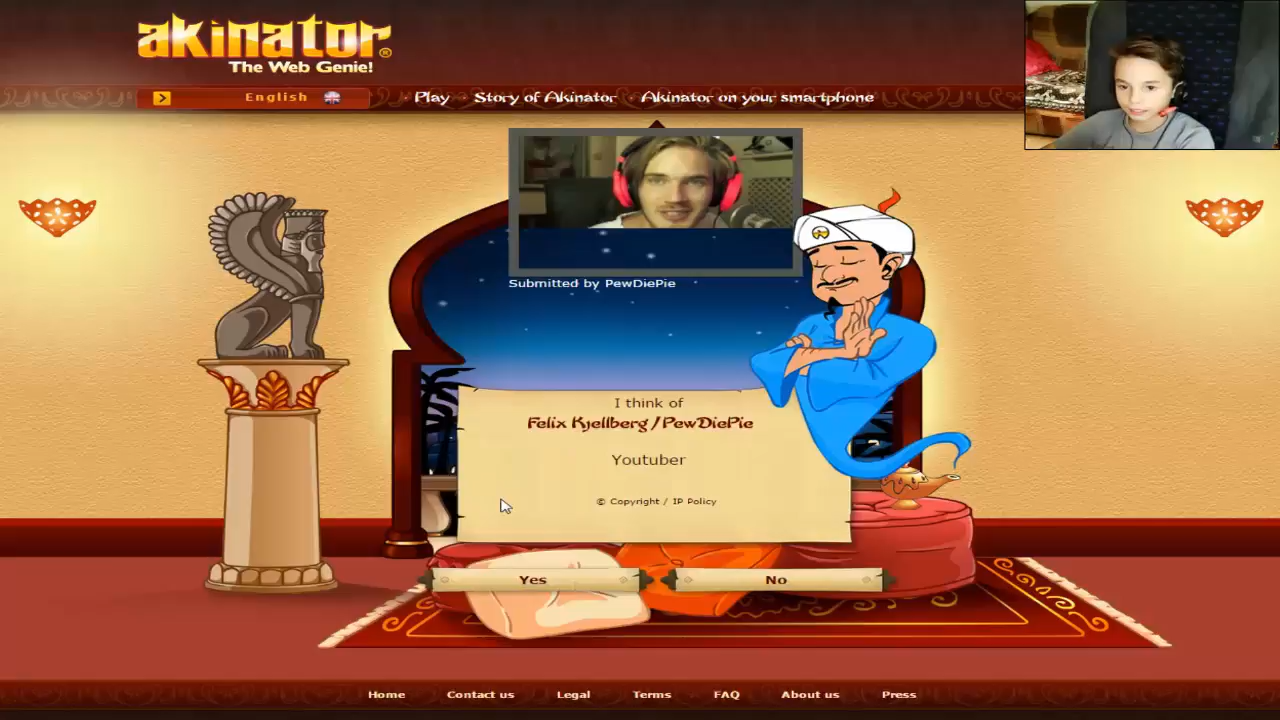 akinator®
The Web Genie!
English
Play
Story of Akinator
Akinator on your smartphone
Submitted by PewDiePie
I think of
Felix Kjellberg / PewDiePie
Youtuber
© Copyright / IP Policy
Yes
No
Home
Contact us
Legal
Terms
FAQ
About us
Press